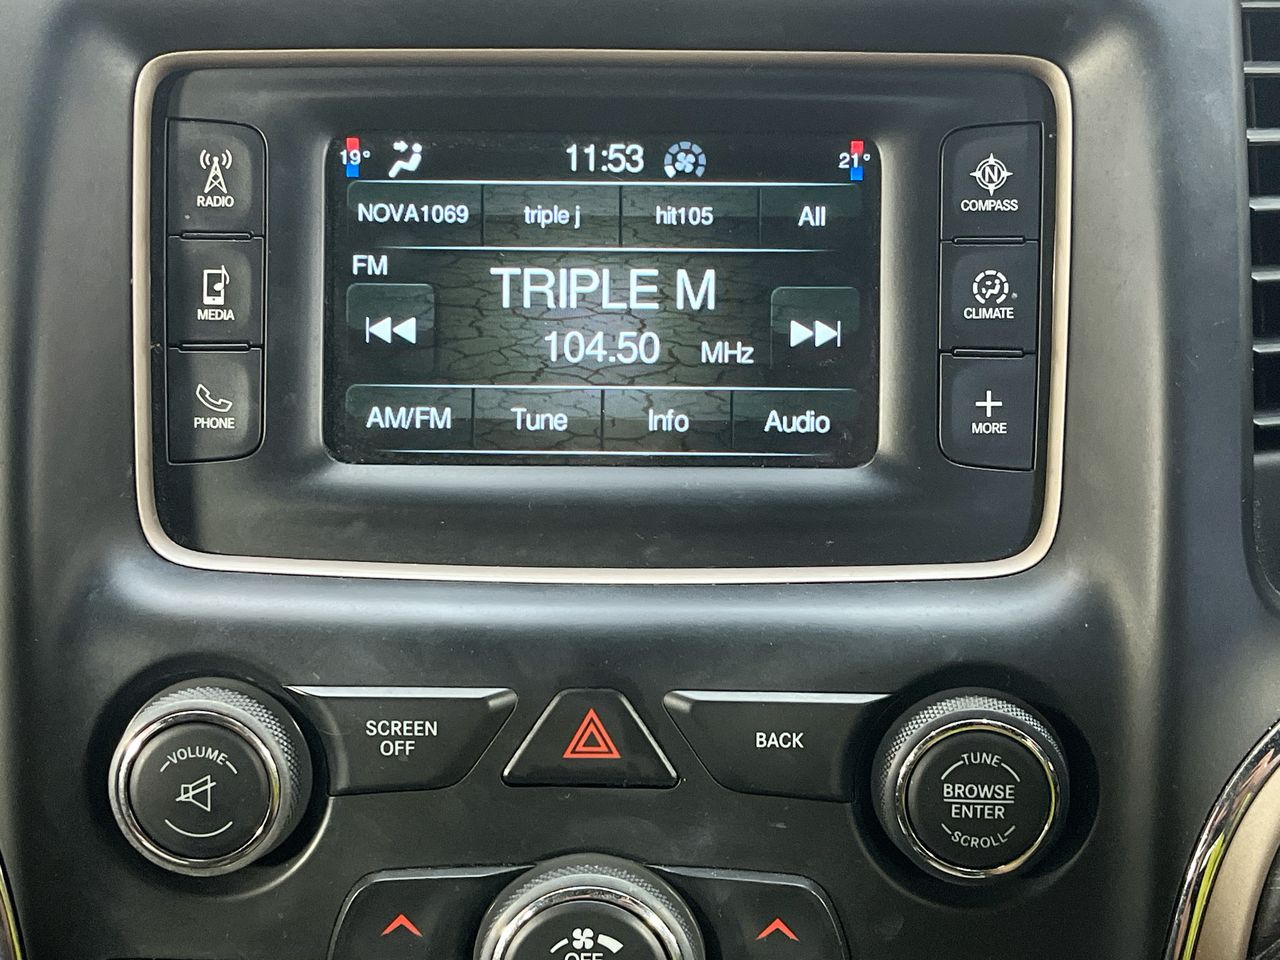 19° 11:53 21°
NOVA1069 triple j hit105 All
FM
TRIPLE M
104.50 MHz
AM/FM Tune Info Audio
RADIO
MEDIA
PHONE
N
COMPASS
CLIMATE
MORE
VOLUME
SCREEN
OFF
BACK
TUNE
BROWSE
ENTER
SCROLL
OFF